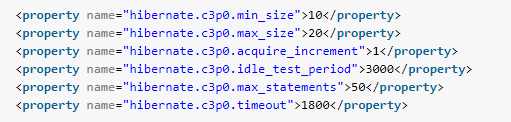 <property name="hibernate.c3p0.min_size">10</property>
<property name="hibernate.c3p0.max_size">20</property>
<property name="hibernate.c3p0.acquire_increment">1</property>
<property name="hibernate.c3p0.idle_test_period">3000</property>
<property name="hibernate.c3p0.max_statements">50</property>
<property name="hibernate.c3p0.timeout">1800</property>